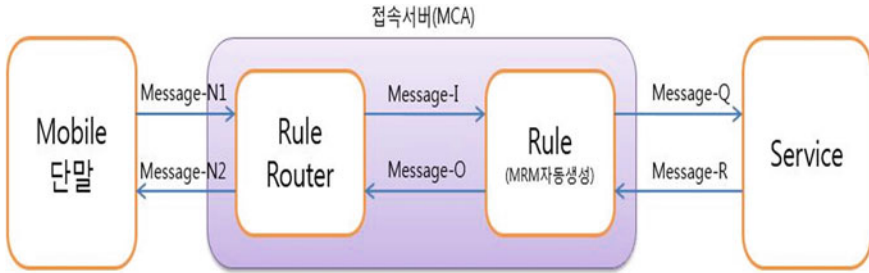 접속서버(MCA)
Mobile
단말
Message-N1
Message-N2
Rule
Router
Message-I
Message-O
Rule
(MRM자동생성)
Message-Q
Message-R
Service